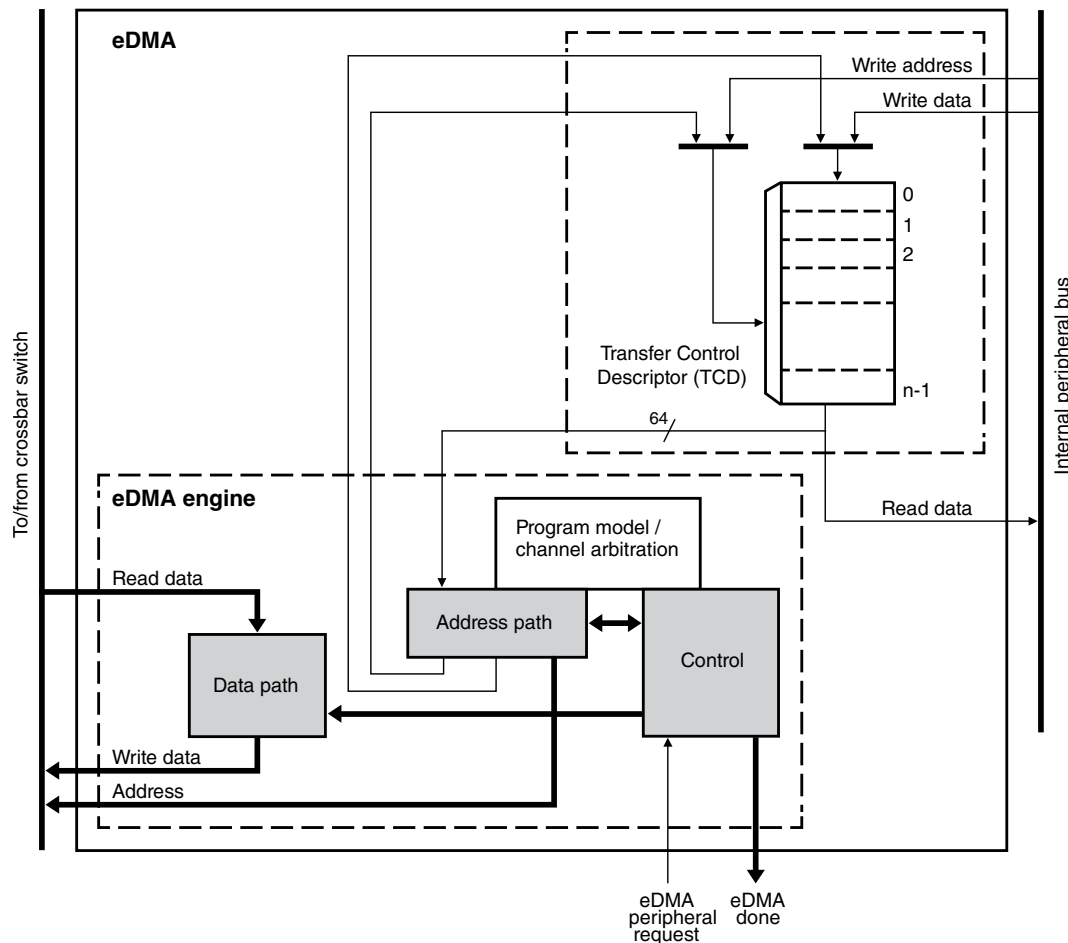 eDMA
Write address
Write data
0
1
2
Transfer Control
Descriptor (TCD)
n-1
64
To/from crossbar switch
Internal peripheral bus
eDMA engine
Program model /
channel arbitration
Read data
Read data
Address path
Control
Data path
Write data
Address
eDMA
peripheral
request
eDMA
done